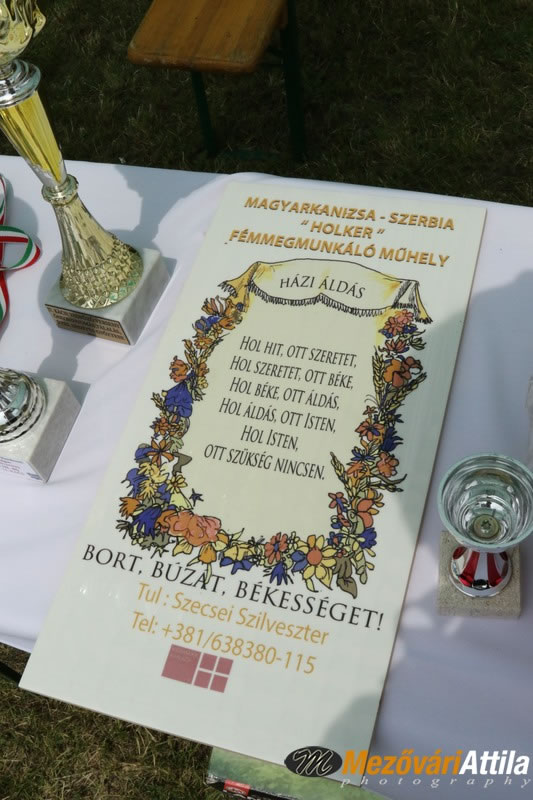 MAGYARKANIZSA - SZERBIA
" HOLKER "
FÉMMEGMUNKÁLÓ MŰHELY
HÁZI ÁLDÁS
HOL HIT, OTT SZERETET,
HOL SZERETET, OTT BÉKE,
HOL BÉKE, OTT ÁLDÁS,
HOL ÁLDÁS, OTT ISTEN,
HOL ISTEN,
OTT SZÜKSÉG NINCSEN.
BORT, BÚZÁT, BÉKESSÉGET!
Tul : Szecsei Szilveszter
Tel: +381/638380-115
M MezőváriAttila
photography